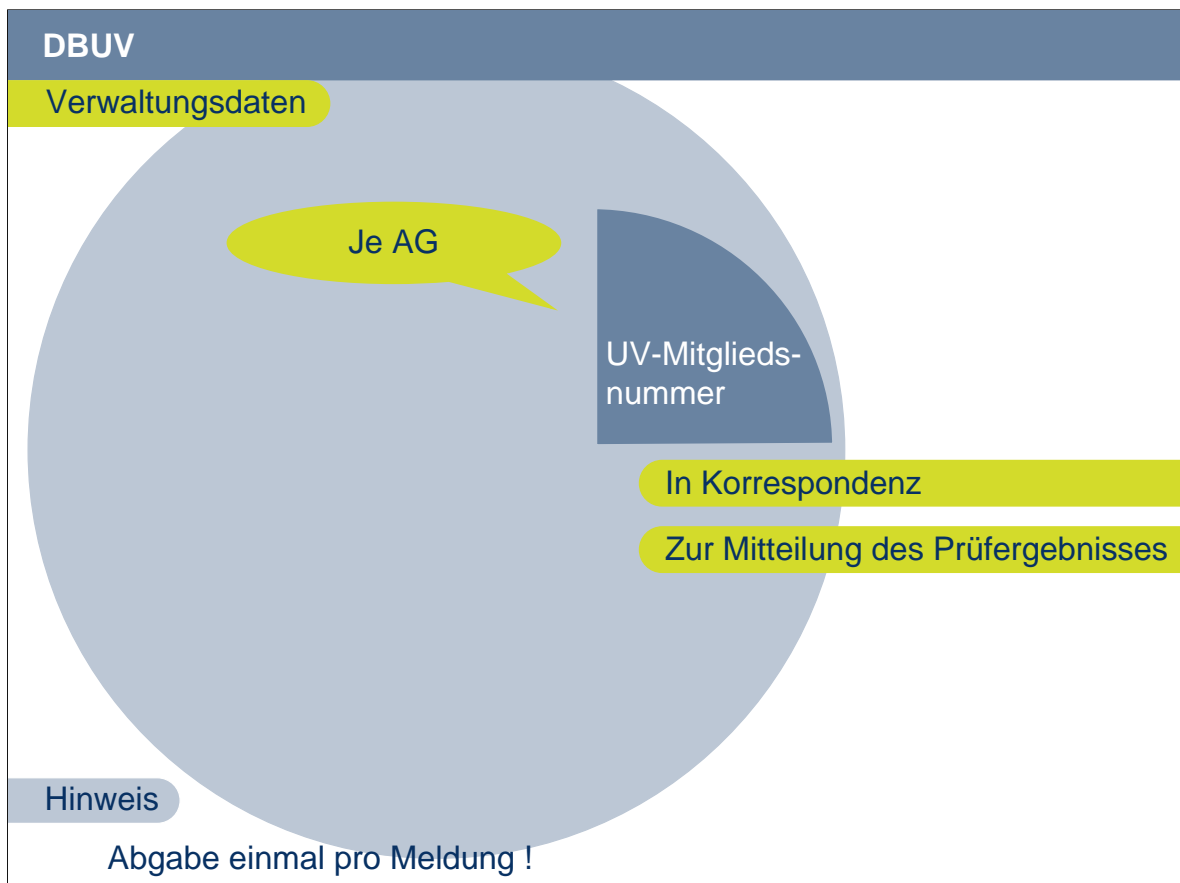 DBUV
Verwaltungsdaten
Je AG
UV-Mitglieds-
nummer
In Korrespondenz
Zur Mitteilung des Prüfergebnisses
Hinweis
Abgabe einmal pro Meldung !